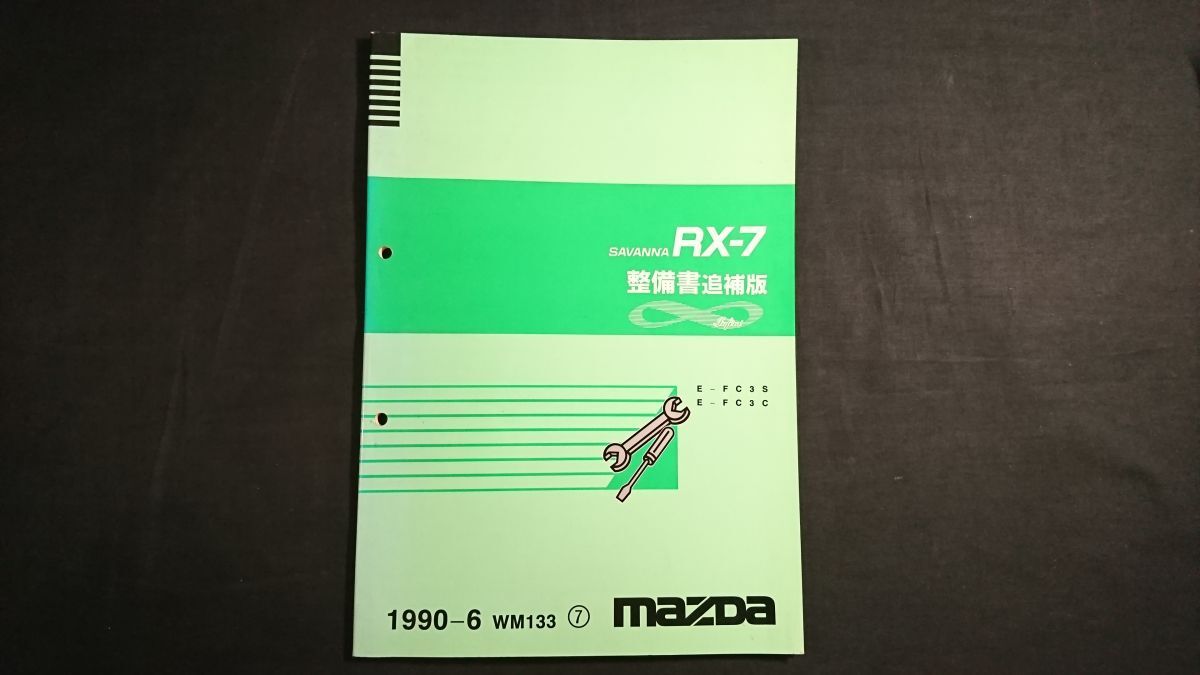 SAVANNA RX-7
整備書追補版
Infini
E-FC3S
E-FC3C
1990-6 WM133 ⑦ mazda